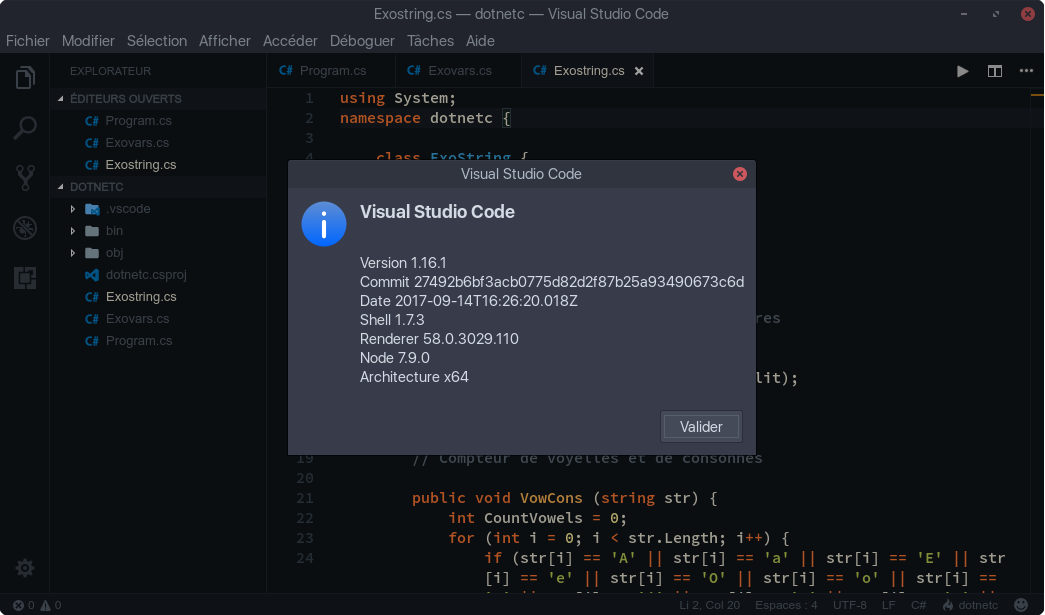 Exostring.cs — dotnetc — Visual Studio Code
Fichier Modifier Sélection Afficher Accéder Déboguer Tâches Aide
EXPLORATEUR
ÉDITEURS OUVERTS
C# Program.cs
C# Exovars.cs
C# Exostring.cs
DOTNETC
.vscode
bin
obj
dotnetc.csproj
C# Exostring.cs
C# Exovars.cs
C# Program.cs
C# Program.cs C# Exovars.cs C# Exostring.cs
1 using System;
2 namespace dotnetc {
3
4 class ExoString {
res
lit);
Visual Studio Code
Visual Studio Code
Version 1.16.1
Commit 27492b6bf3acb0775d82d2f87b25a93490673c6d
Date 2017-09-14T16:26:20.018Z
Shell 1.7.3
Renderer 58.0.3029.110
Node 7.9.0
Architecture x64
Valider
19 // Compteur de voyelles et de consonnes
20
21 public void VowCons (string str) {
22 int CountVowels = 0;
23 for (int i = 0; i < str.Length; i++) {
24 if (str[i] == 'A' || str[i] == 'a' || str[i] == 'E' || str
[i] == 'e' || str[i] == 'O' || str[i] == 'o' || str[i] ==
0 0 Li 2, Col 20 Espaces : 4 UTF-8 LF C# dotnetc